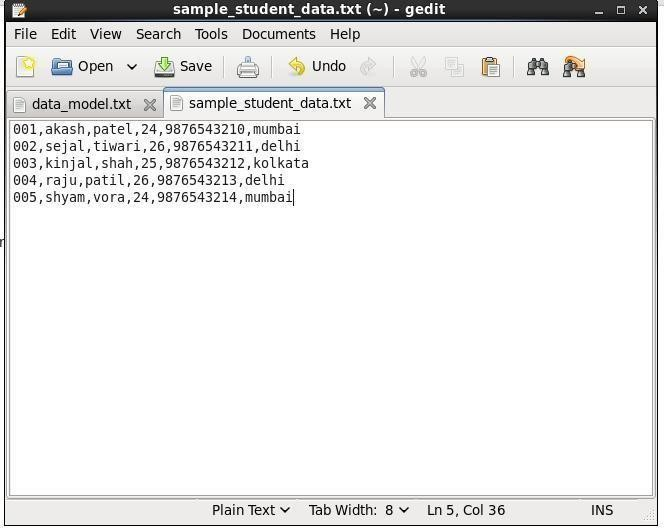 sample_student_data.txt (~) - gedit
File Edit View Search Tools Documents Help
Open Save Undo
data_model.txt sample_student_data.txt
001,akash,patel,24,9876543210,mumbai
002,sejal,tiwari,26,9876543211,delhi
003,kinjal,shah,25,9876543212,kolkata
004,raju,patil,26,9876543213,delhi
005,shyam,vora,24,9876543214,mumbai
Plain Text Tab Width: 8 Ln 5, Col 36 INS